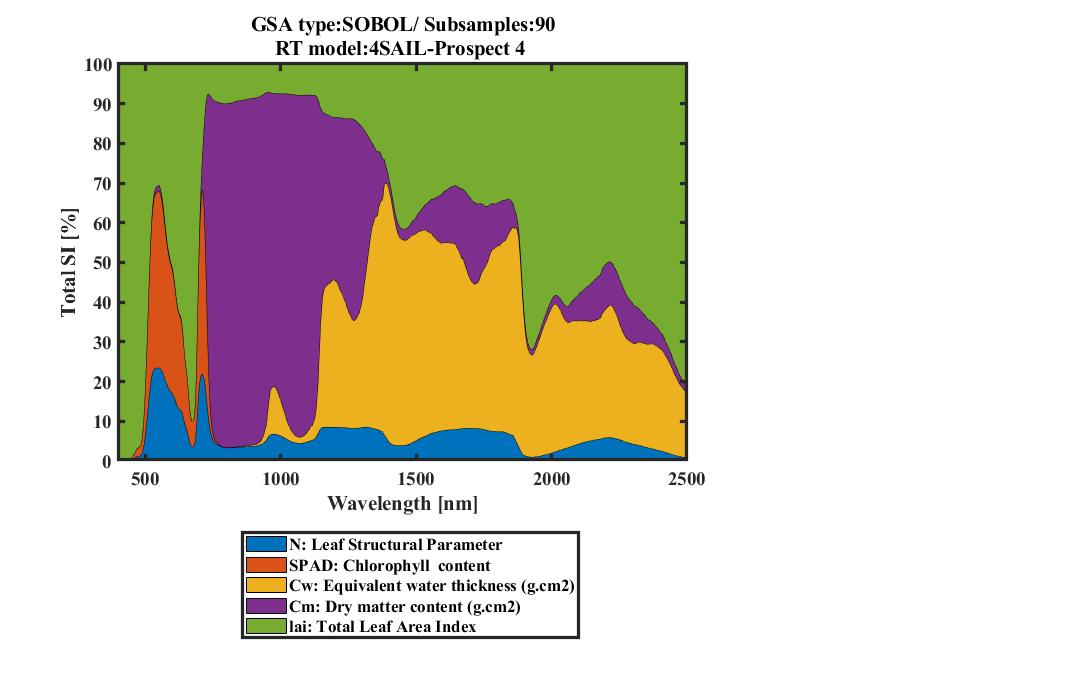 GSA type:SOBOL/ Subsamples:90
RT model:4SAIL-Prospect 4
100
90
80
70
60
50
40
30
20
10
0
Total SI [%]
500 1000 1500 2000 2500
Wavelength [nm]
N: Leaf Structural Parameter
SPAD: Chlorophyll  content
Cw: Equivalent water thickness (g.cm2)
Cm: Dry matter content (g.cm2)
lai: Total Leaf Area Index